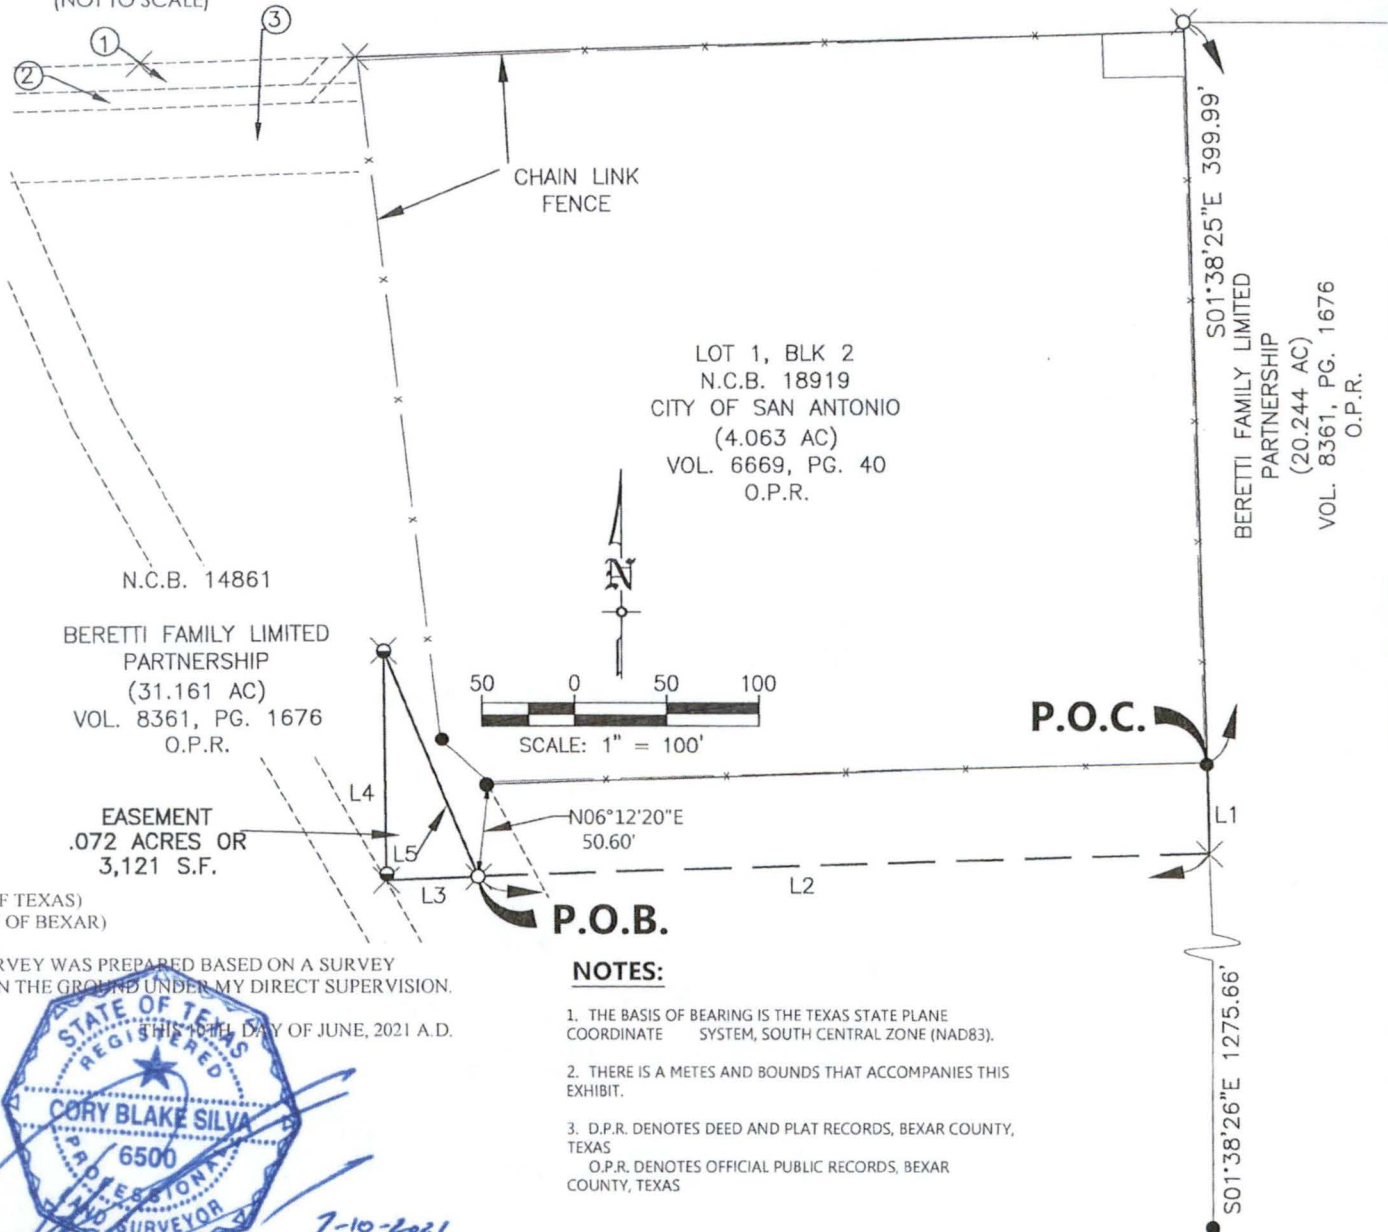 (NOT TO SCALE)
1
2
3
CHAIN LINK
FENCE
S01°38'25"E 399.99'
BERETTI FAMILY LIMITED
PARTNERSHIP
(20.244 AC)
VOL. 8361, PG. 1676
O.P.R.
LOT 1, BLK 2
N.C.B. 18919
CITY OF SAN ANTONIO
(4.063 AC)
VOL. 6669, PG. 40
O.P.R.
N
N.C.B. 14861
BERETTI FAMILY LIMITED
PARTNERSHIP
(31.161 AC)
VOL. 8361, PG. 1676
O.P.R.
50 0 50 100
SCALE: 1" = 100'
P.O.C.
L4
L1
EASEMENT
.072 ACRES OR
3,121 S.F.
N06°12'20"E
50.60'
L5
L3
L2
P.O.B.
F TEXAS)
OF BEXAR)
RVEY WAS PREPARED BASED ON A SURVEY
N THE GROUND UNDER MY DIRECT SUPERVISION.
THIS 10TH DAY OF JUNE, 2021 A.D.
STATE OF TEXAS
REGISTERED
CORY BLAKE SILVA
6500
PROFESSIONAL
LAND SURVEYOR
7-10-2021
NOTES:
1. THE BASIS OF BEARING IS THE TEXAS STATE PLANE
COORDINATE SYSTEM, SOUTH CENTRAL ZONE (NAD83).
2. THERE IS A METES AND BOUNDS THAT ACCOMPANIES THIS
EXHIBIT.
3. D.P.R. DENOTES DEED AND PLAT RECORDS, BEXAR COUNTY,
TEXAS
O.P.R. DENOTES OFFICIAL PUBLIC RECORDS, BEXAR
COUNTY, TEXAS
S01°38'26"E 1275.66'